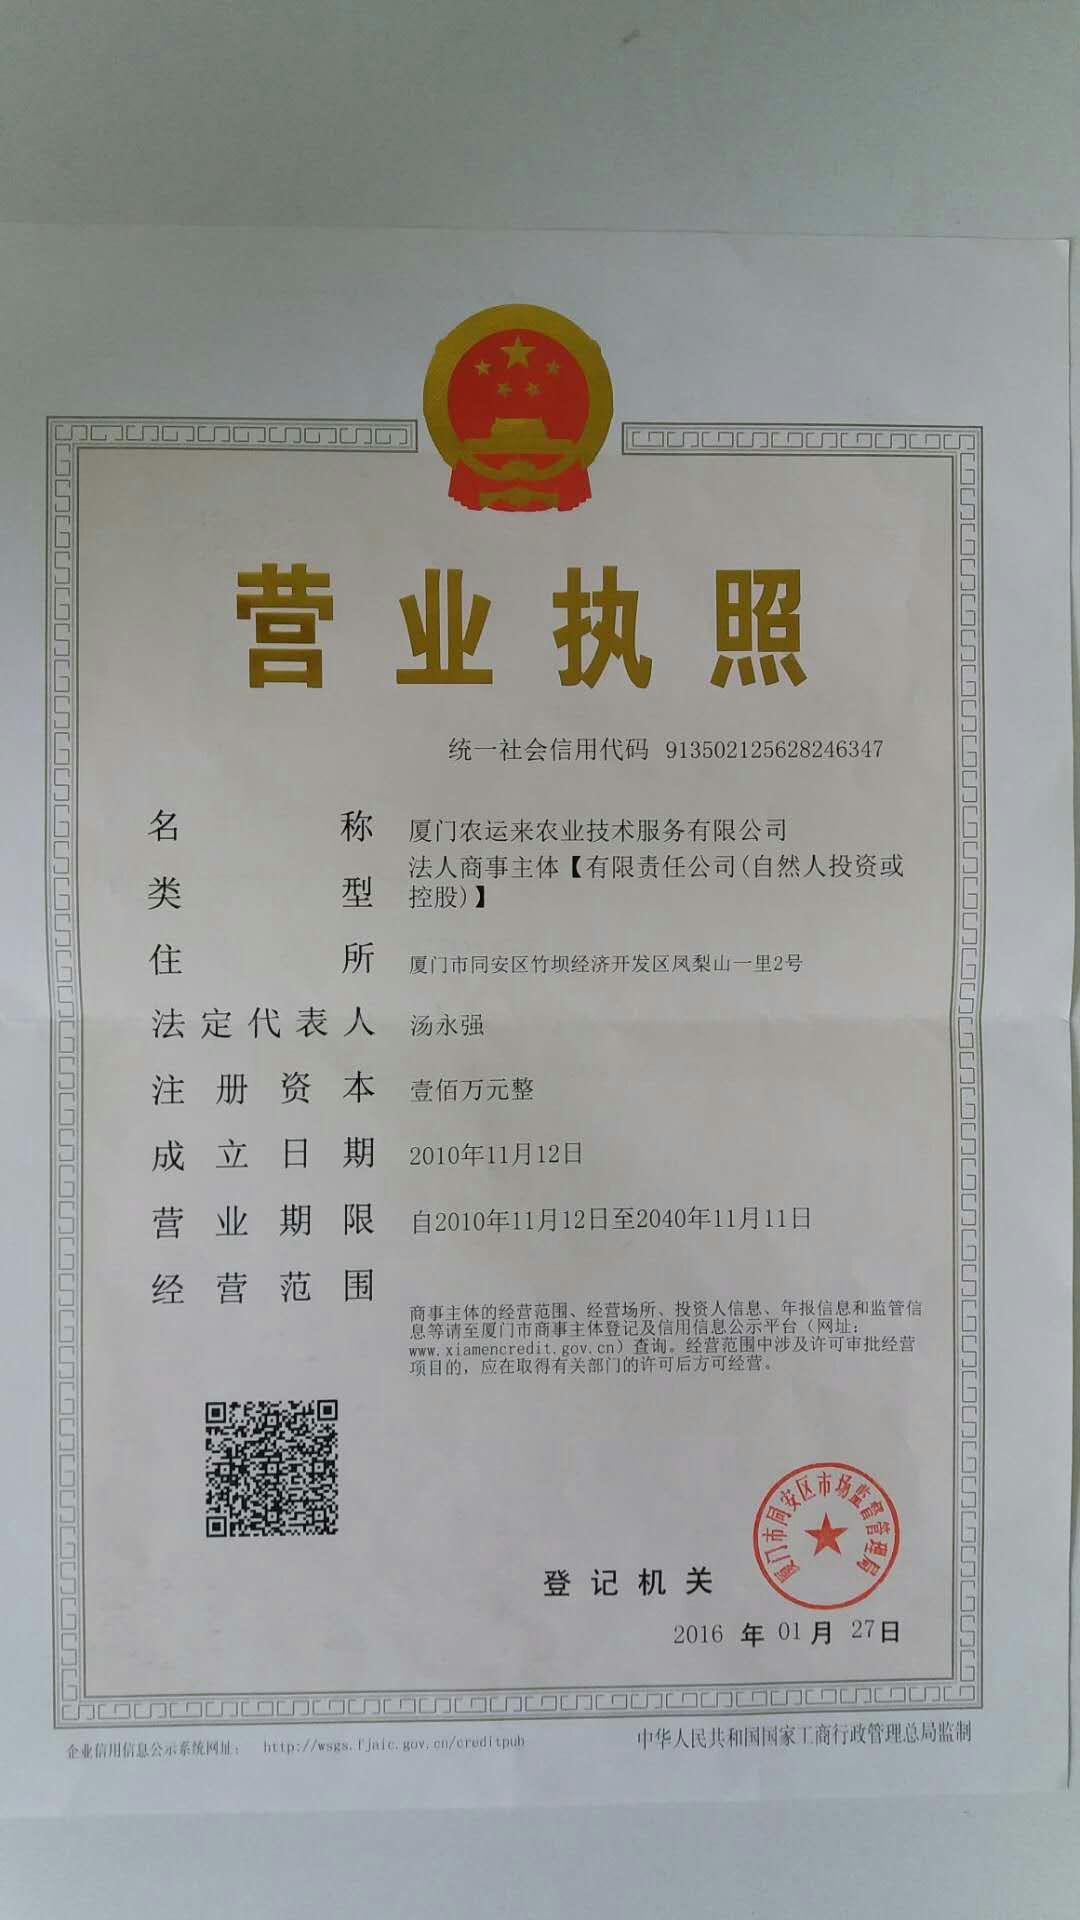 营业执照
统一社会信用代码 913502125628246347
名称 厦门农运来农业技术服务有限公司
类型 法人商事主体【有限责任公司(自然人投资或
控股)】
住所 厦门市同安区竹坝经济开发区凤梨山一里2号
法定代表人 汤永强
注册资本 壹佰万元整
成立日期 2010年11月12日
营业期限 自2010年11月12日至2040年11月11日
经营范围
商事主体的经营范围、经营场所、投资人信息、年报信息和监管信
息等请至厦门市商事主体登记及信用信息公示平台（网址：
www.xiamencredit.gov.cn）查询。经营范围中涉及许可审批经营
项目的，应在取得有关部门的许可后方可经营。
厦门市同安区市场监督管理局
登记机关
2016 年 01 月 27 日
企业信用信息公示系统网址： http://wsgs.fjaic.gov.cn/creditpub
中华人民共和国国家工商行政管理总局监制